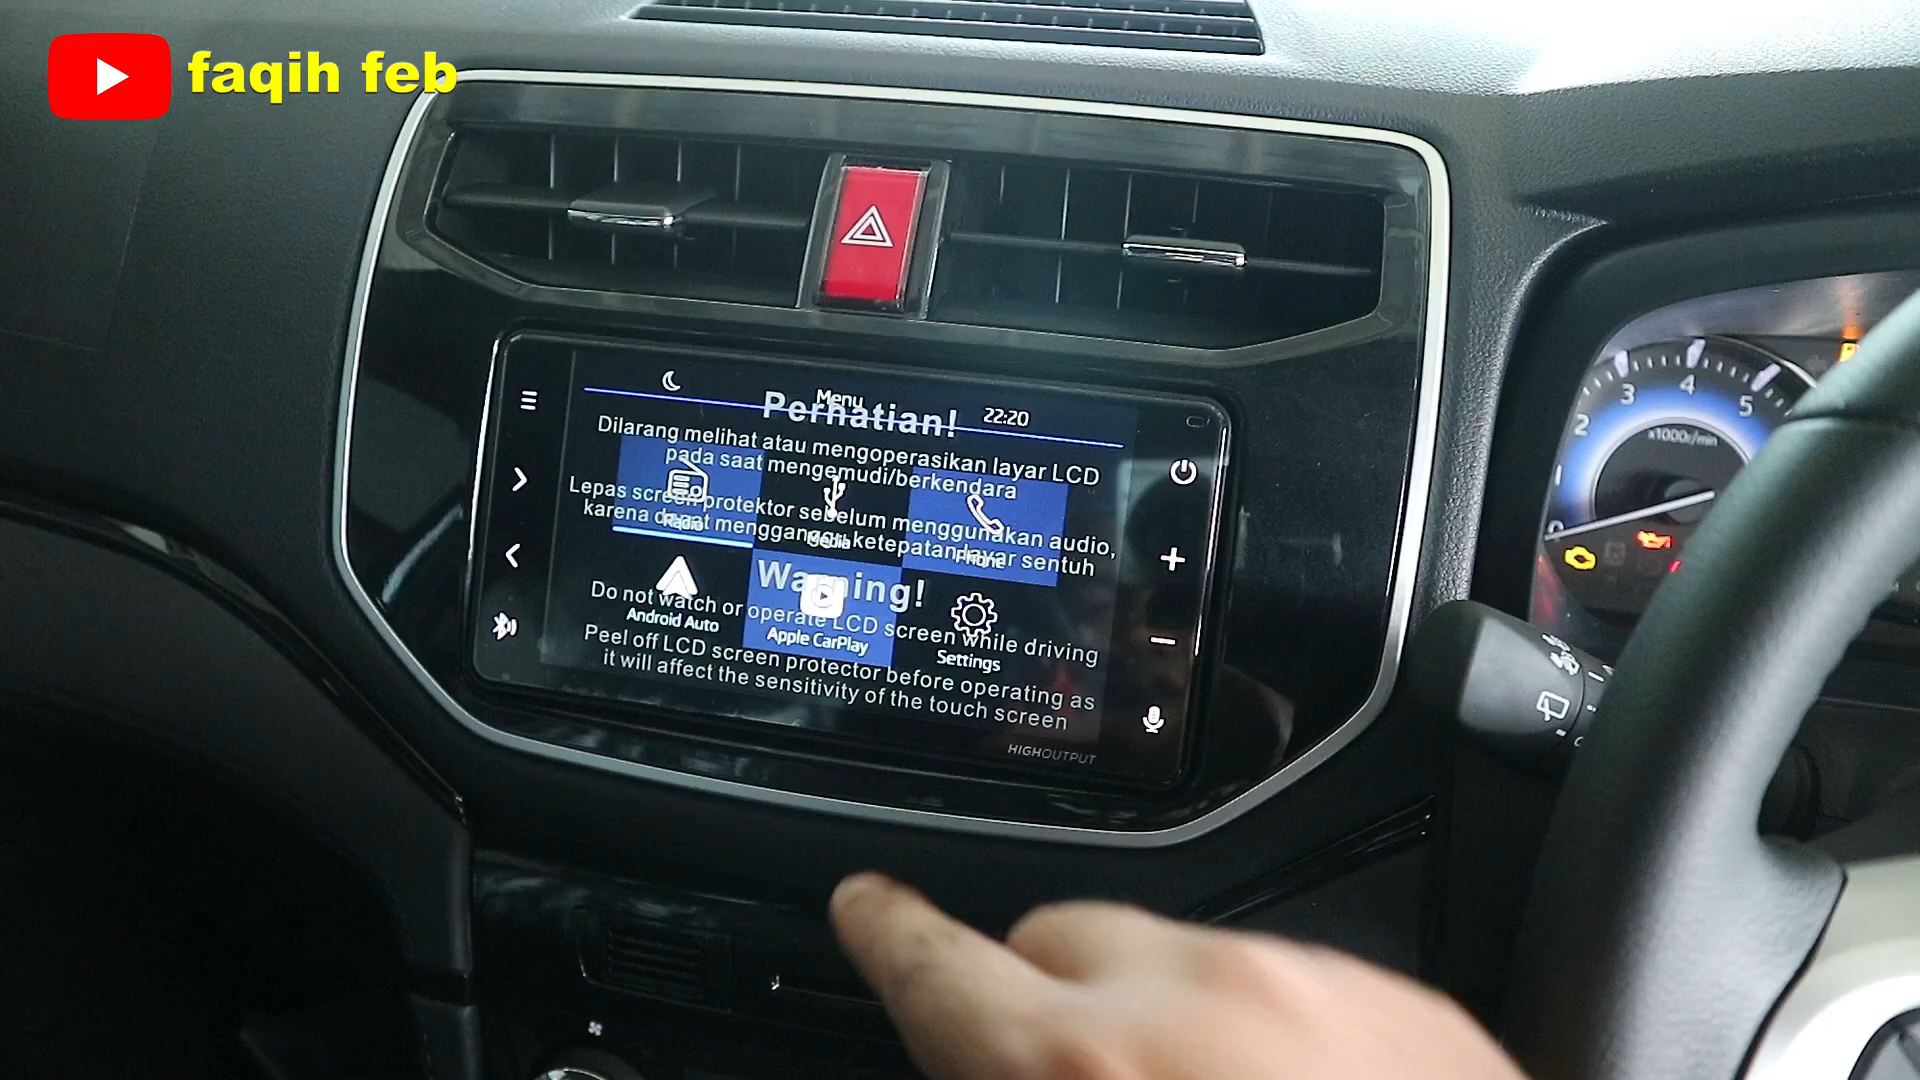 faqih feb
Menu
22:20
Perhatian!
Dilarang melihat atau mengoperasikan layar LCD
pada saat mengemudi/berkendara
Lepas screen protektor sebelum menggunakan audio,
karena dapat mengganggu ketepatan layar sentuh
Radio
Media
Phone
Warning!
Do not watch or operate LCD screen while driving
Android Auto
Apple CarPlay
Settings
Peel off LCD screen protector before operating as
it will affect the sensitivity of the touch screen
HIGHOUTPUT
0
1
2
3
4
5
x1000r/min